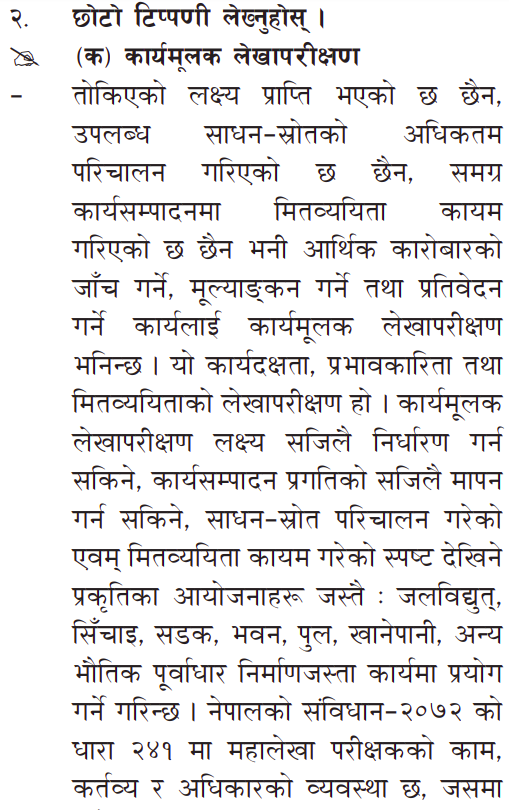 २. छोटो टिप्पणी लेख्नुहोस् ।
(क) कार्यमूलक लेखापरीक्षण
– तोकिएको लक्ष्य प्राप्ति भएको छ छैन,
उपलब्ध साधन-स्रोतको अधिकतम
परिचालन गरिएको छ छैन, समग्र
कार्यसम्पादनमा मितव्ययिता कायम
गरिएको छ छैन भनी आर्थिक कारोबारको
जाँच गर्ने, मूल्याङ्कन गर्ने तथा प्रतिवेदन
गर्ने कार्यलाई कार्यमूलक लेखापरीक्षण
भनिन्छ । यो कार्यदक्षता, प्रभावकारिता तथा
मितव्ययिताको लेखापरीक्षण हो । कार्यमूलक
लेखापरीक्षण लक्ष्य सजिलै निर्धारण गर्न
सकिने, कार्यसम्पादन प्रगतिको सजिलै मापन
गर्न सकिने, साधन-स्रोत परिचालन गरेको
एवम् मितव्ययिता कायम गरेको स्पष्ट देखिने
प्रकृतिका आयोजनाहरू जस्तै : जलविद्युत्,
सिँचाइ, सडक, भवन, पुल, खानेपानी, अन्य
भौतिक पूर्वाधार निर्माणजस्ता कार्यमा प्रयोग
गर्ने गरिन्छ । नेपालको संविधान-२०७२ को
धारा २४१ मा महालेखा परीक्षकको काम,
कर्तव्य र अधिकारको व्यवस्था छ, जसमा